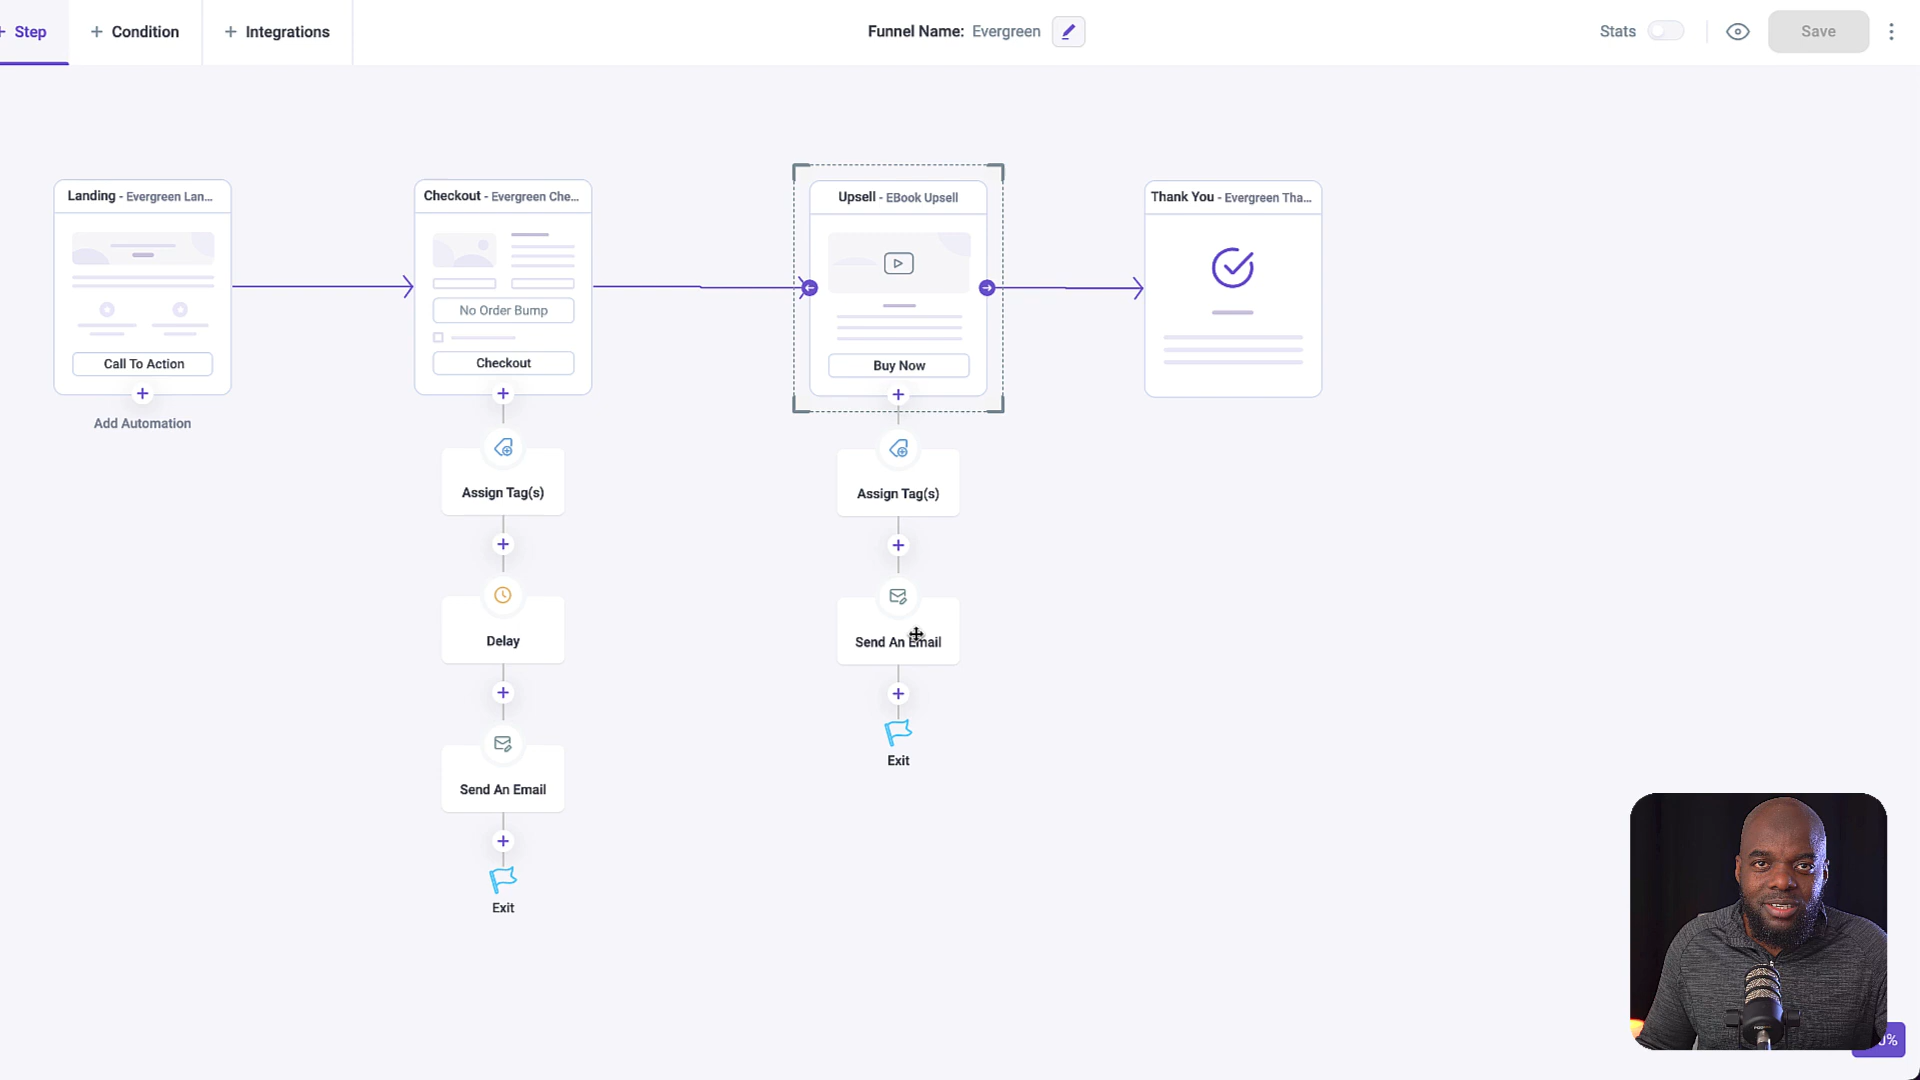 + Step
+ Condition
+ Integrations
Funnel Name: Evergreen
Stats
Save
Landing - Evergreen Lan...
Call To Action
+
Add Automation
Checkout - Evergreen Che...
No Order Bump
Checkout
+
Assign Tag(s)
+
Delay
+
Send An Email
+
Exit
Upsell - EBook Upsell
Buy Now
+
Assign Tag(s)
+
Send An Email
+
Exit
Thank You - Evergreen Tha...